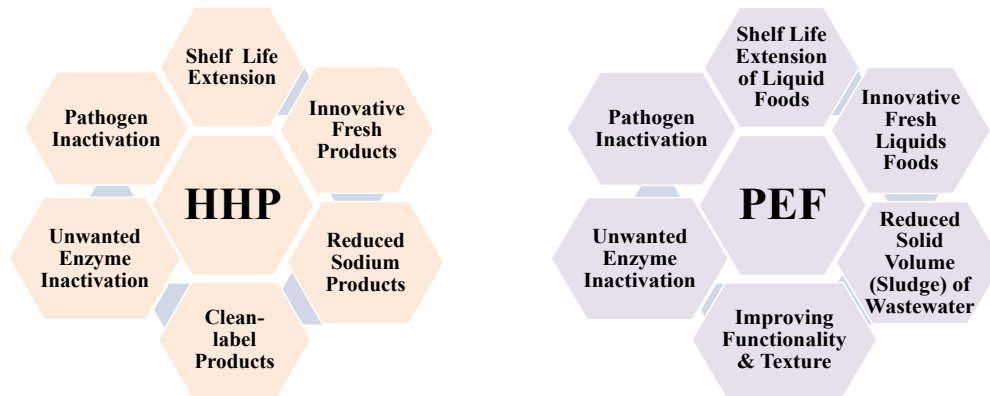 Shelf Life
Extension
Innovative
Fresh
Products
Reduced
Sodium
Products
Clean-
label
Products
Unwanted
Enzyme
Inactivation
Pathogen
Inactivation
HHP
Shelf Life
Extension
of Liquid
Foods
Innovative
Fresh
Liquids
Foods
Reduced
Solid
Volume
(Sludge) of
Wastewater
Improving
Functionality
& Texture
Unwanted
Enzyme
Inactivation
Pathogen
Inactivation
PEF